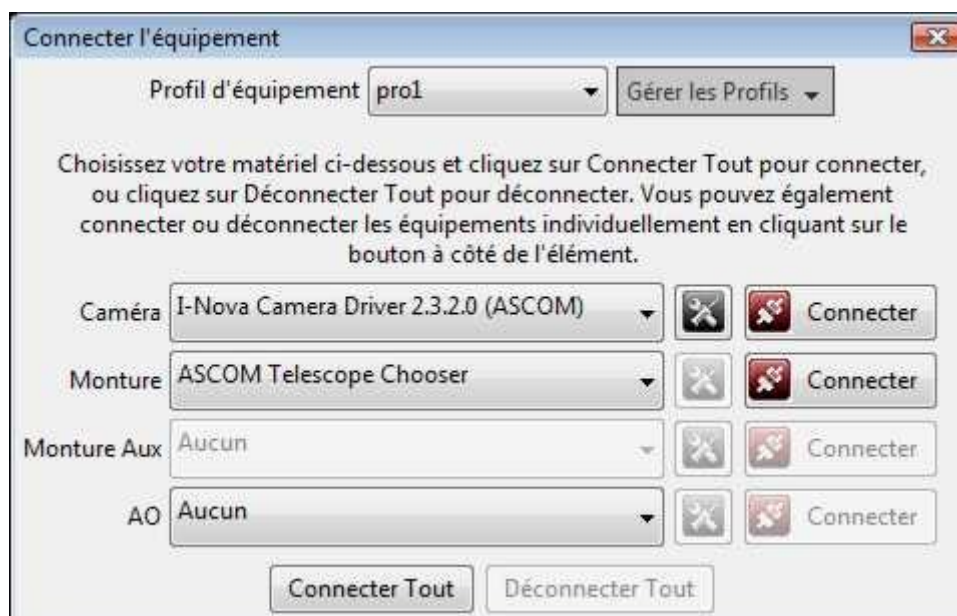 Connecter l'équipement
Profil d'équipement pro1 Gérer les Profils
Choisissez votre matériel ci-dessous et cliquez sur Connecter Tout pour connecter,
ou cliquez sur Déconnecter Tout pour déconnecter. Vous pouvez également
connecter ou déconnecter les équipements individuellement en cliquant sur le
bouton à côté de l'élément.
Caméra I-Nova Camera Driver 2.3.2.0 (ASCOM) Connecter
Monture ASCOM Telescope Chooser Connecter
Monture Aux Aucun Connecter
AO Aucun Connecter
Connecter Tout Déconnecter Tout